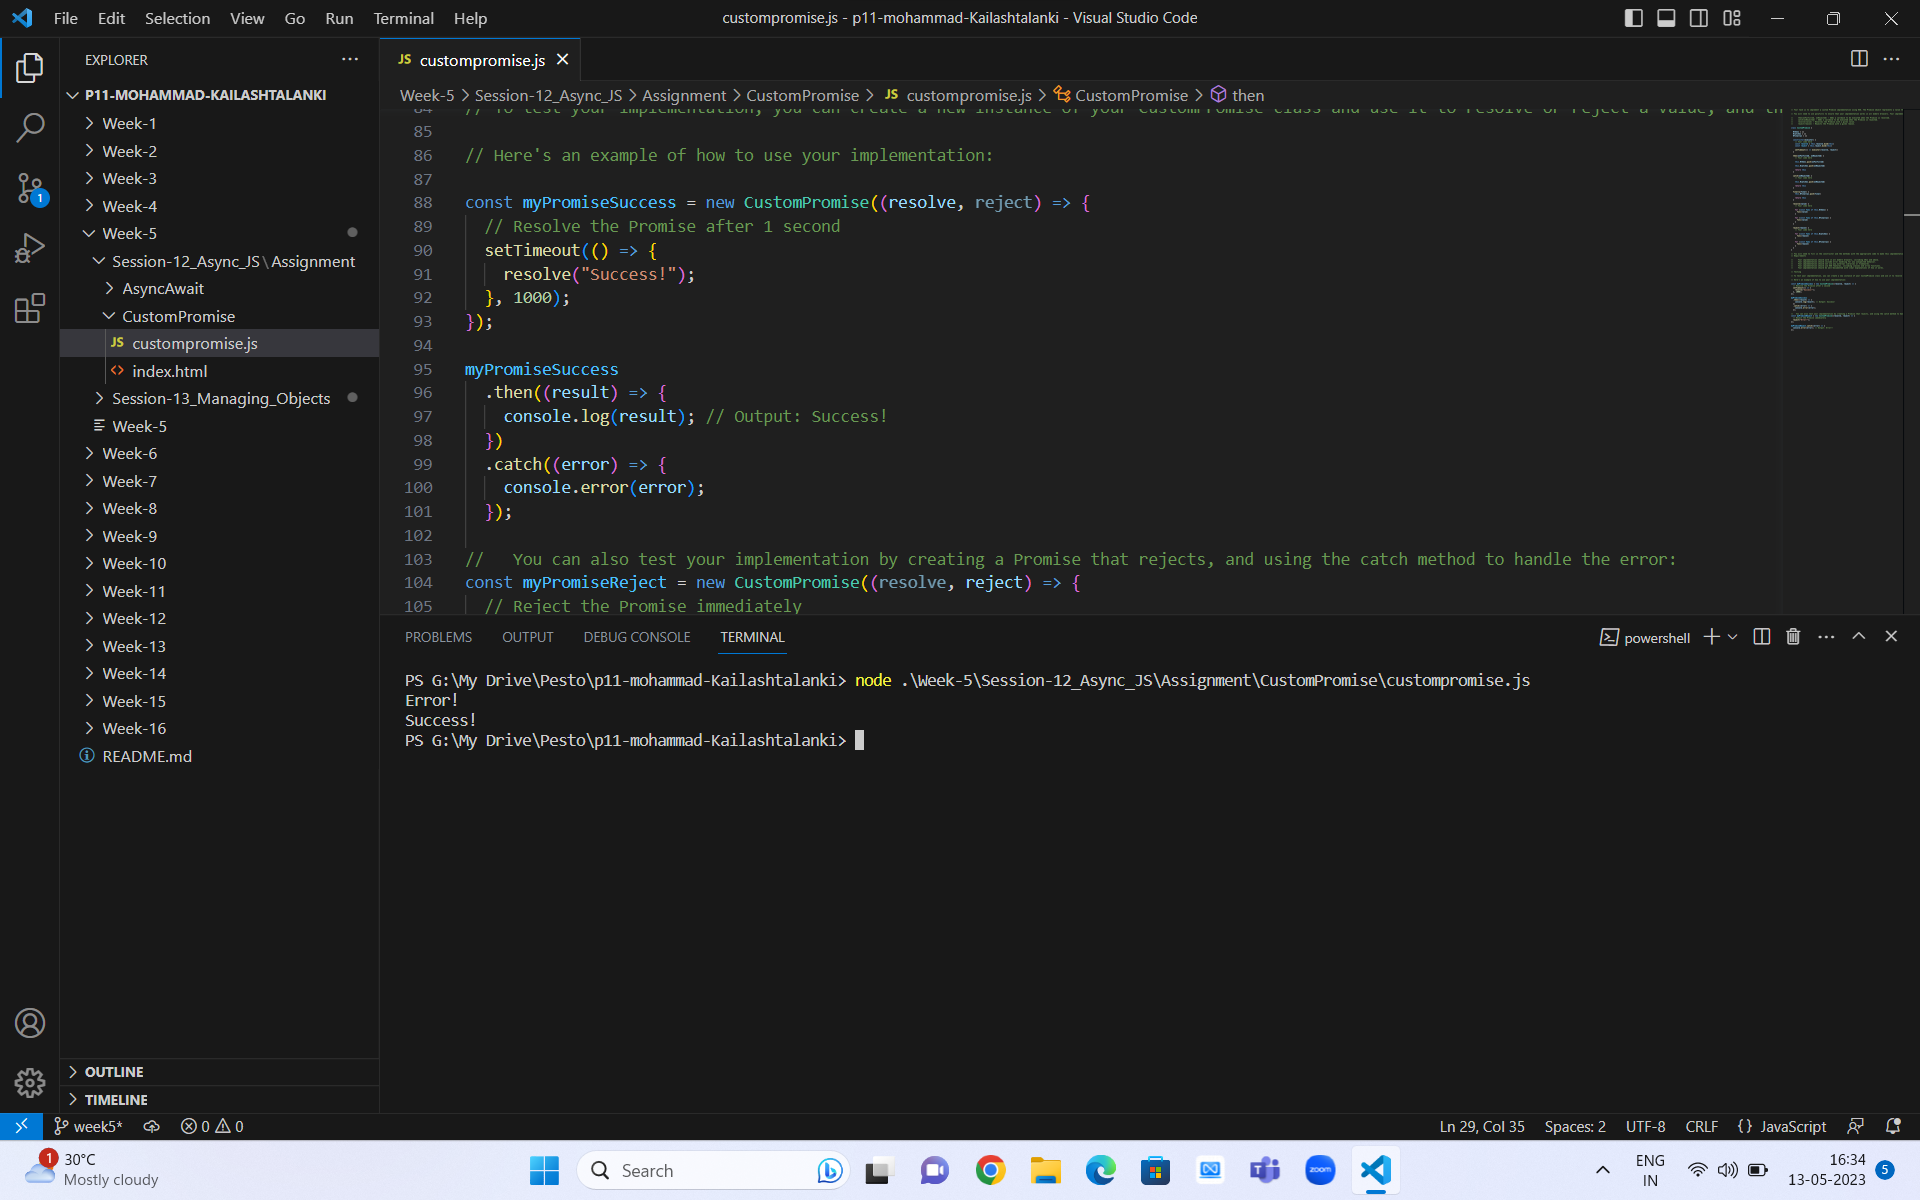 File Edit Selection View Go Run Terminal Help
custompromise.js - p11-mohammad-Kailashtalanki - Visual Studio Code
EXPLORER
P11-MOHAMMAD-KAILASHTALANKI
Week-1
Week-2
Week-3
Week-4
Week-5
Session-12_Async_JS\Assignment
AsyncAwait
CustomPromise
JS custompromise.js
<> index.html
Session-13_Managing_Objects
Week-5
Week-6
Week-7
Week-8
Week-9
Week-10
Week-11
Week-12
Week-13
Week-14
Week-15
Week-16
README.md
OUTLINE
TIMELINE
1
JS custompromise.js
Week-5 > Session-12_Async_JS > Assignment > CustomPromise > JS custompromise.js > CustomPromise > then
84 // To test your implementation, you can create a new instance of your CustomPromise class and use it to resolve or reject a value, and th
85
86 // Here's an example of how to use your implementation:
87
88 const myPromiseSuccess = new CustomPromise((resolve, reject) => {
89   // Resolve the Promise after 1 second
90   setTimeout(() => {
91     resolve("Success!");
92   }, 1000);
93 });
94
95 myPromiseSuccess
96   .then((result) => {
97     console.log(result); // Output: Success!
98   })
99   .catch((error) => {
100     console.error(error);
101   });
102
103 //   You can also test your implementation by creating a Promise that rejects, and using the catch method to handle the error:
104 const myPromiseReject = new CustomPromise((resolve, reject) => {
105   // Reject the Promise immediately
PROBLEMS OUTPUT DEBUG CONSOLE TERMINAL
powershell
PS G:\My Drive\Pesto\p11-mohammad-Kailashtalanki> node .\Week-5\Session-12_Async_JS\Assignment\CustomPromise\custompromise.js
Error!
Success!
PS G:\My Drive\Pesto\p11-mohammad-Kailashtalanki>
week5* 0 0
Ln 29, Col 35 Spaces: 2 UTF-8 CRLF {} JavaScript
1
30°C
Mostly cloudy
Search
zoom
ENG
IN
16:34
13-05-2023
5